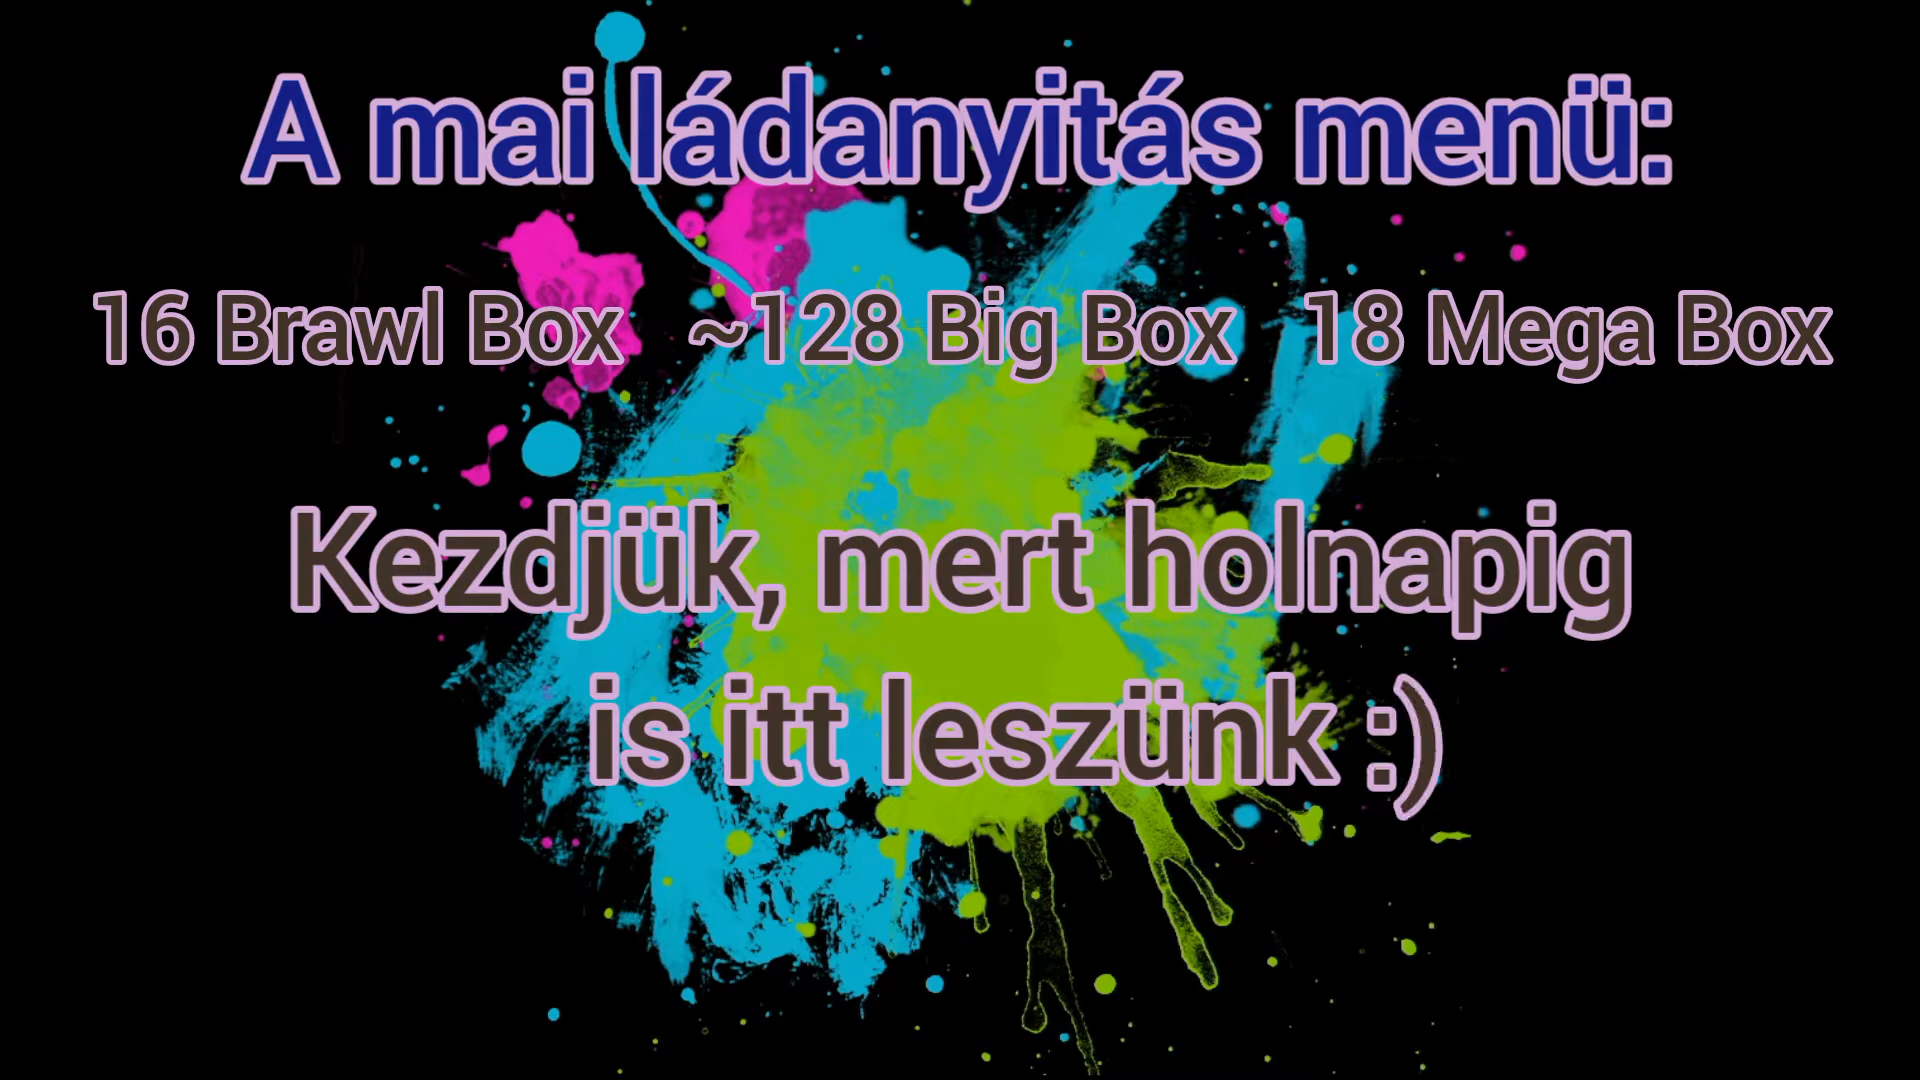 A mai ládanyitás menü:
16 Brawl Box ~128 Big Box 18 Mega Box
Kezdjük, mert holnapig
is itt leszünk :)